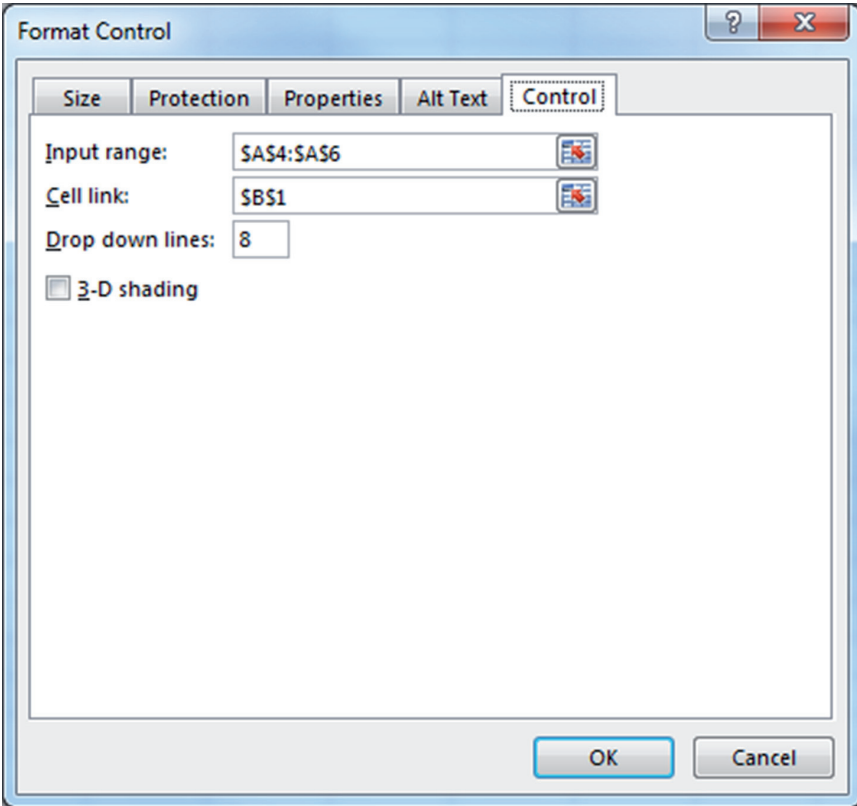 Format Control
?
Size Protection Properties Alt Text Control
Input range: $A$4:$A$6
Cell link: $B$1
Drop down lines: 8
3-D shading
OK Cancel